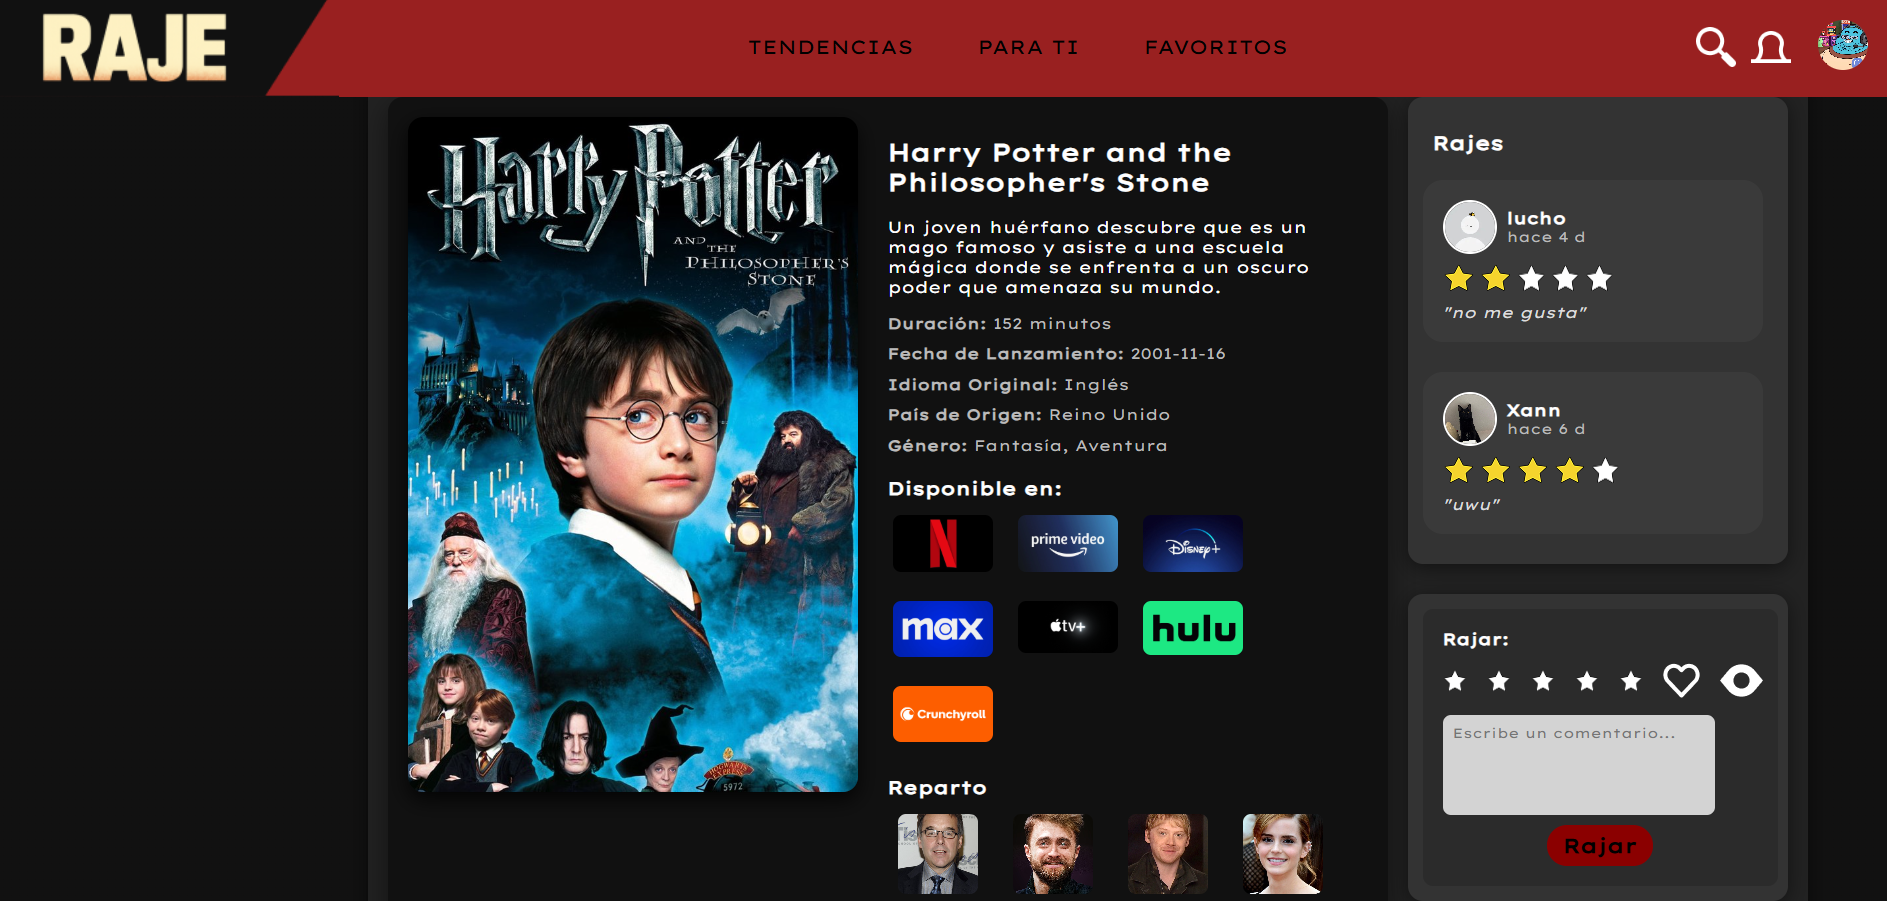 RAJE
TENDENCIAS
PARA TI
FAVORITOS
Harry Potter
AND THE
PHILOSOPHER'S
STONE
HOGWARTS
EXPRESS
5972
Harry Potter and the
Philosopher's Stone
Un joven huérfano descubre que es un
mago famoso y asiste a una escuela
mágica donde se enfrenta a un oscuro
poder que amenaza su mundo.
Duración: 152 minutos
Fecha de Lanzamiento: 2001-11-16
Idioma Original: Inglés
País de Origen: Reino Unido
Género: Fantasía, Aventura
Disponible en:
N
prime video
Disney+
max
tv+
hulu
Crunchyroll
Reparto
Rajes
lucho
hace 4 d
"no me gusta"
Xann
hace 6 d
"uwu"
Rajar:
Escribe un comentario...
Rajar